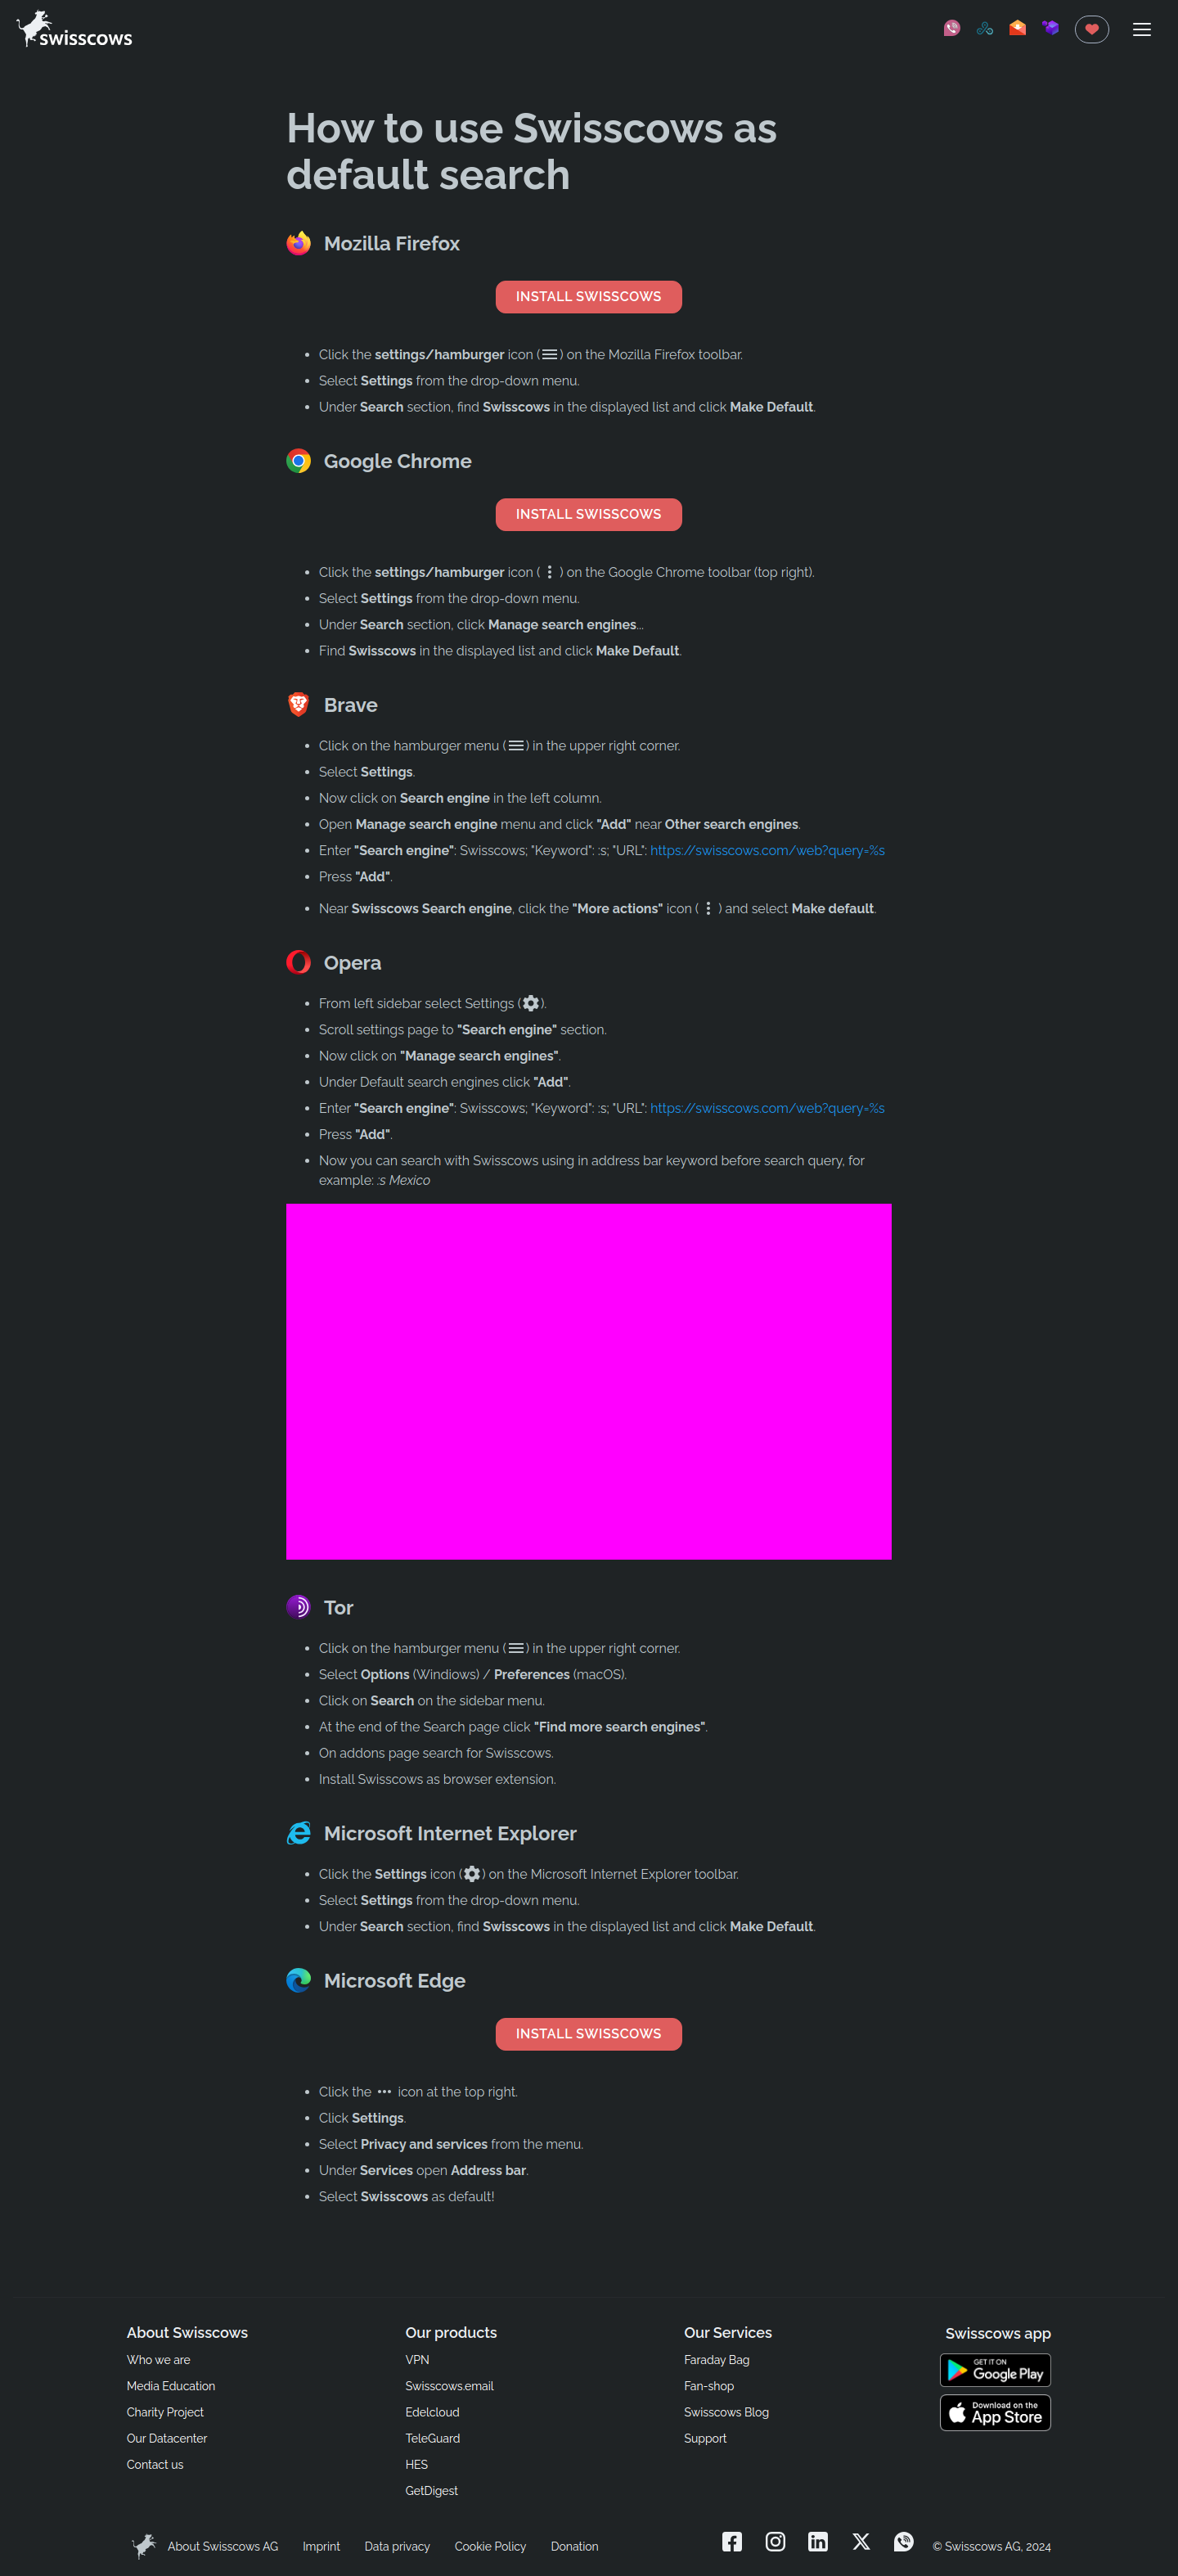 swisscows
How to use Swisscows as
default search
Mozilla Firefox
INSTALL SWISSCOWS
• Click the settings/hamburger icon ( ) on the Mozilla Firefox toolbar.
• Select Settings from the drop-down menu.
• Under Search section, find Swisscows in the displayed list and click Make Default.
Google Chrome
INSTALL SWISSCOWS
• Click the settings/hamburger icon ( ) on the Google Chrome toolbar (top right).
• Select Settings from the drop-down menu.
• Under Search section, click Manage search engines...
• Find Swisscows in the displayed list and click Make Default.
Brave
• Click on the hamburger menu ( ) in the upper right corner.
• Select Settings.
• Now click on Search engine in the left column.
• Open Manage search engine menu and click "Add" near Other search engines.
• Enter "Search engine": Swisscows; "Keyword": :s; "URL": https://swisscows.com/web?query=%s
• Press "Add".
• Near Swisscows Search engine, click the "More actions" icon ( ) and select Make default.
Opera
• From left sidebar select Settings ( ).
• Scroll settings page to "Search engine" section.
• Now click on "Manage search engines".
• Under Default search engines click "Add".
• Enter "Search engine": Swisscows; "Keyword": :s; "URL": https://swisscows.com/web?query=%s
• Press "Add".
• Now you can search with Swisscows using in address bar keyword before search query, for
example: :s Mexico
Tor
• Click on the hamburger menu ( ) in the upper right corner.
• Select Options (Windiows) / Preferences (macOS).
• Click on Search on the sidebar menu.
• At the end of the Search page click "Find more search engines".
• On addons page search for Swisscows.
• Install Swisscows as browser extension.
Microsoft Internet Explorer
• Click the Settings icon ( ) on the Microsoft Internet Explorer toolbar.
• Select Settings from the drop-down menu.
• Under Search section, find Swisscows in the displayed list and click Make Default.
Microsoft Edge
INSTALL SWISSCOWS
• Click the ••• icon at the top right.
• Click Settings.
• Select Privacy and services from the menu.
• Under Services open Address bar.
• Select Swisscows as default!
About Swisscows
Who we are
Media Education
Charity Project
Our Datacenter
Contact us
Our products
VPN
Swisscows.email
Edelcloud
TeleGuard
HES
GetDigest
Our Services
Faraday Bag
Fan-shop
Swisscows Blog
Support
Swisscows app
GET IT ON
Google Play
Download on the
App Store
About Swisscows AG Imprint Data privacy Cookie Policy Donation © Swisscows AG, 2024